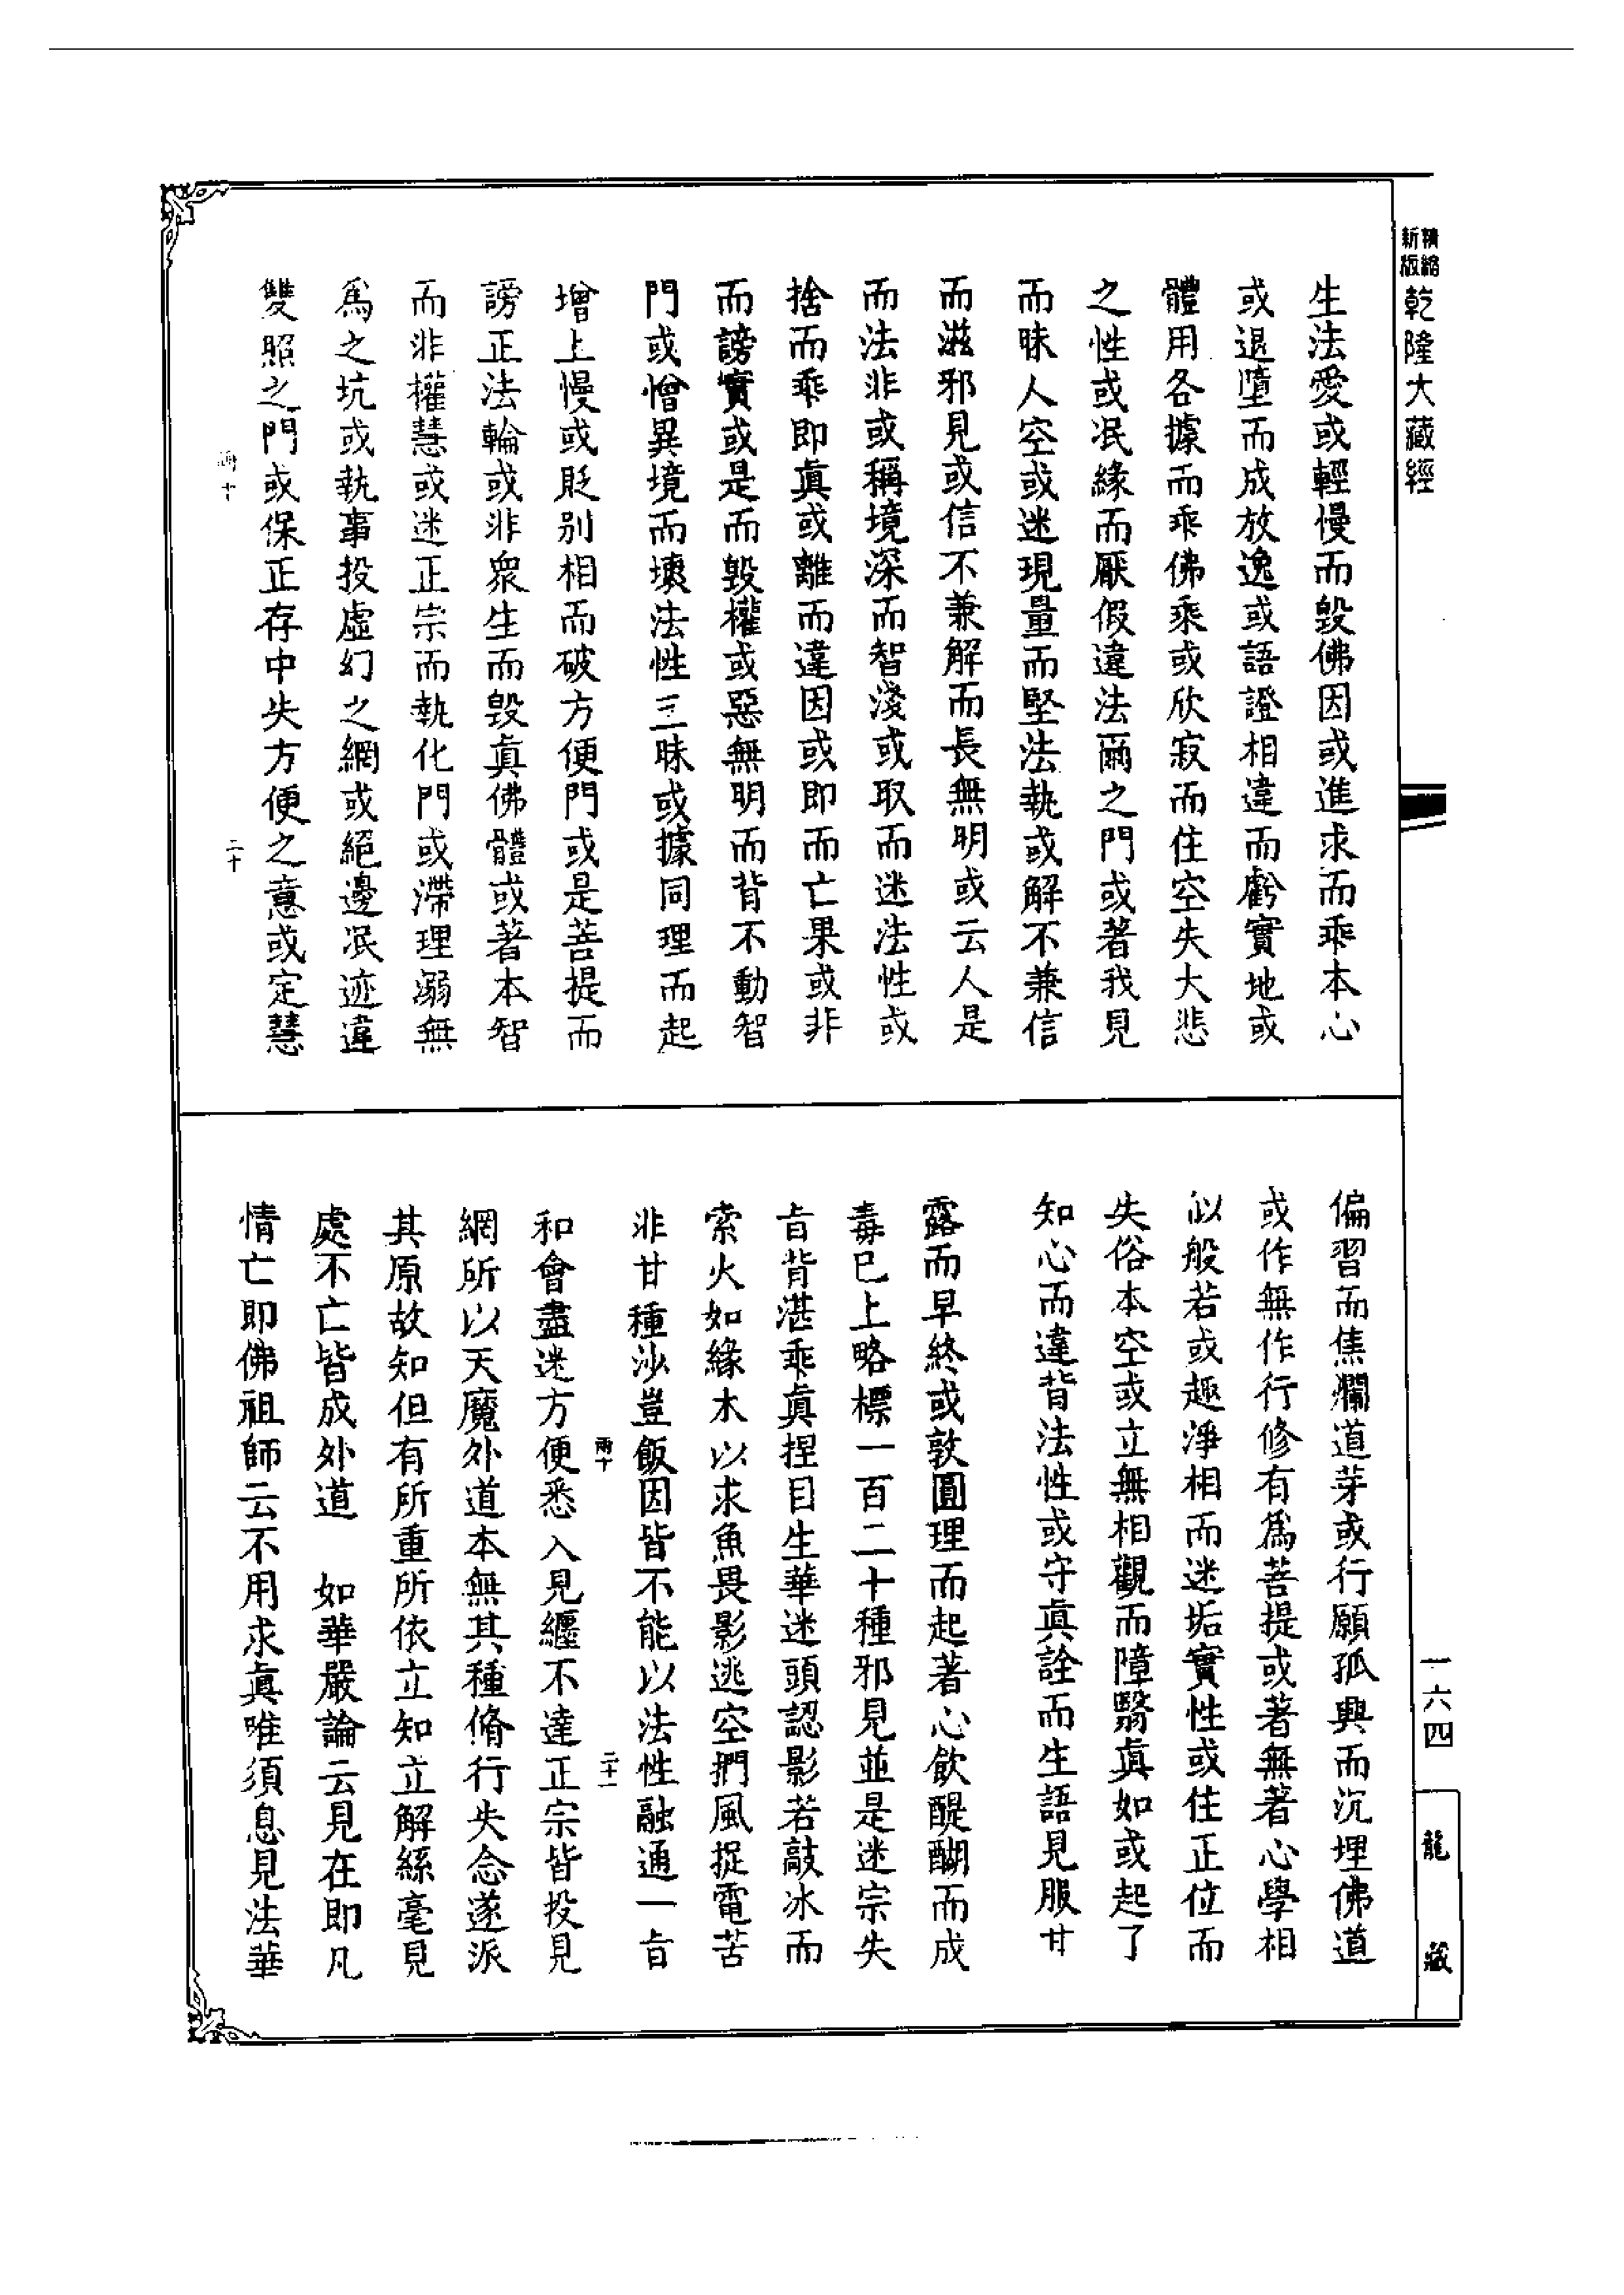 精縮新版乾隆大藏經
生法愛或輕慢而毀佛因或進求而乖本心
或退墮而成放逸或語證相違而虧實地或
體用各據而乖佛乘或欣寂而住空失大悲
之性或泯緣而厭假違法爾之門或著我見
而昧人空或迷現量而堅法執或解不兼信
而滋邪見或信不兼解而長無明或云人是
而法非或稱境深而智淺或取而迷法性或
捨而乖即眞或離而違因或即而亡果或非
而謗實或是而毀權或惡無明而背不動智
門或憎異境而壞法性三昧或據同理而起
增上慢或貶別相而破方便門或是菩提而
謗正法輪或非衆生而毀眞佛體或著本智
而非權慧或迷正宗而執化門或滯理溺無
爲之坑或執事投虛幻之網或絕邊泯迹違
雙照之門或保正存中失方便之意或定慧
二十
偏習而焦爛道芽或行願孤興而沉埋佛道
或作無作行修有爲菩提或著無著心學相
似般若或趣淨相而迷垢實性或住正位而
失俗本空或立無相觀而障翳眞如或起了
知心而違背法性或守眞詮而生語見服甘
露而早終或敦圓理而起著心飲醍醐而成
毒已上略標一百二十種邪見並是迷宗失
旨背湛乖眞捏目生華迷頭認影若敲冰而
索火如緣木以求魚畏影逃空捫風捉電苦
非甘種沙豈飯因皆不能以法性融通一旨
二十一
和會盡迷方便悉入見纏不達正宗皆投見
網所以天魔外道本無其種脩行失念遂派
其原故知但有所重所依立知立解絲毫見
處不亡皆成外道　如華嚴論云見在即凡
情亡即佛祖師云不用求眞唯須息見法華
一六四
龍藏